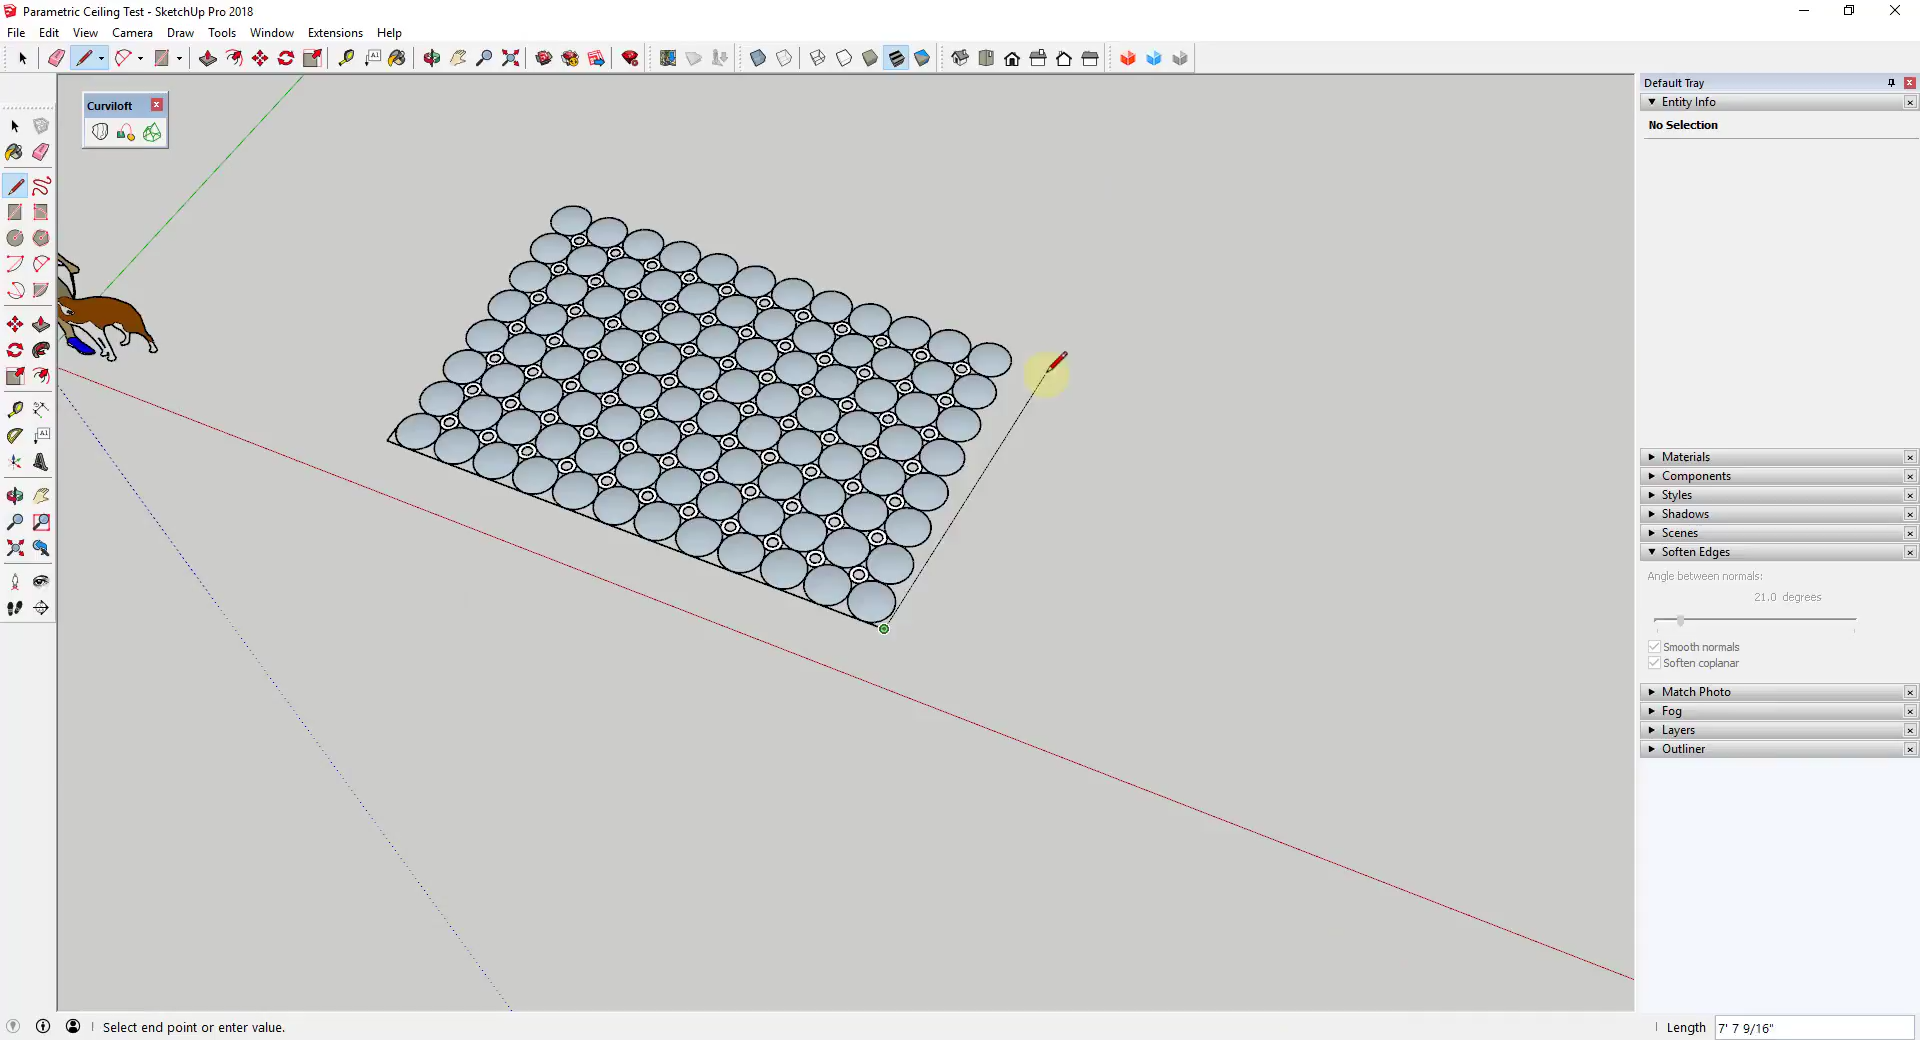 Parametric Ceiling Test - SketchUp Pro 2018
File Edit View Camera Draw Tools Window Extensions Help
Default Tray
Curviloft
Entity Info
No Selection
Materials
Components
Styles
Shadows
Scenes
Soften Edges
Angle between normals:
21.0 degrees
Smooth normals
Soften coplanar
Match Photo
Fog
Layers
Outliner
Select end point or enter value.
Length 7' 7 9/16"